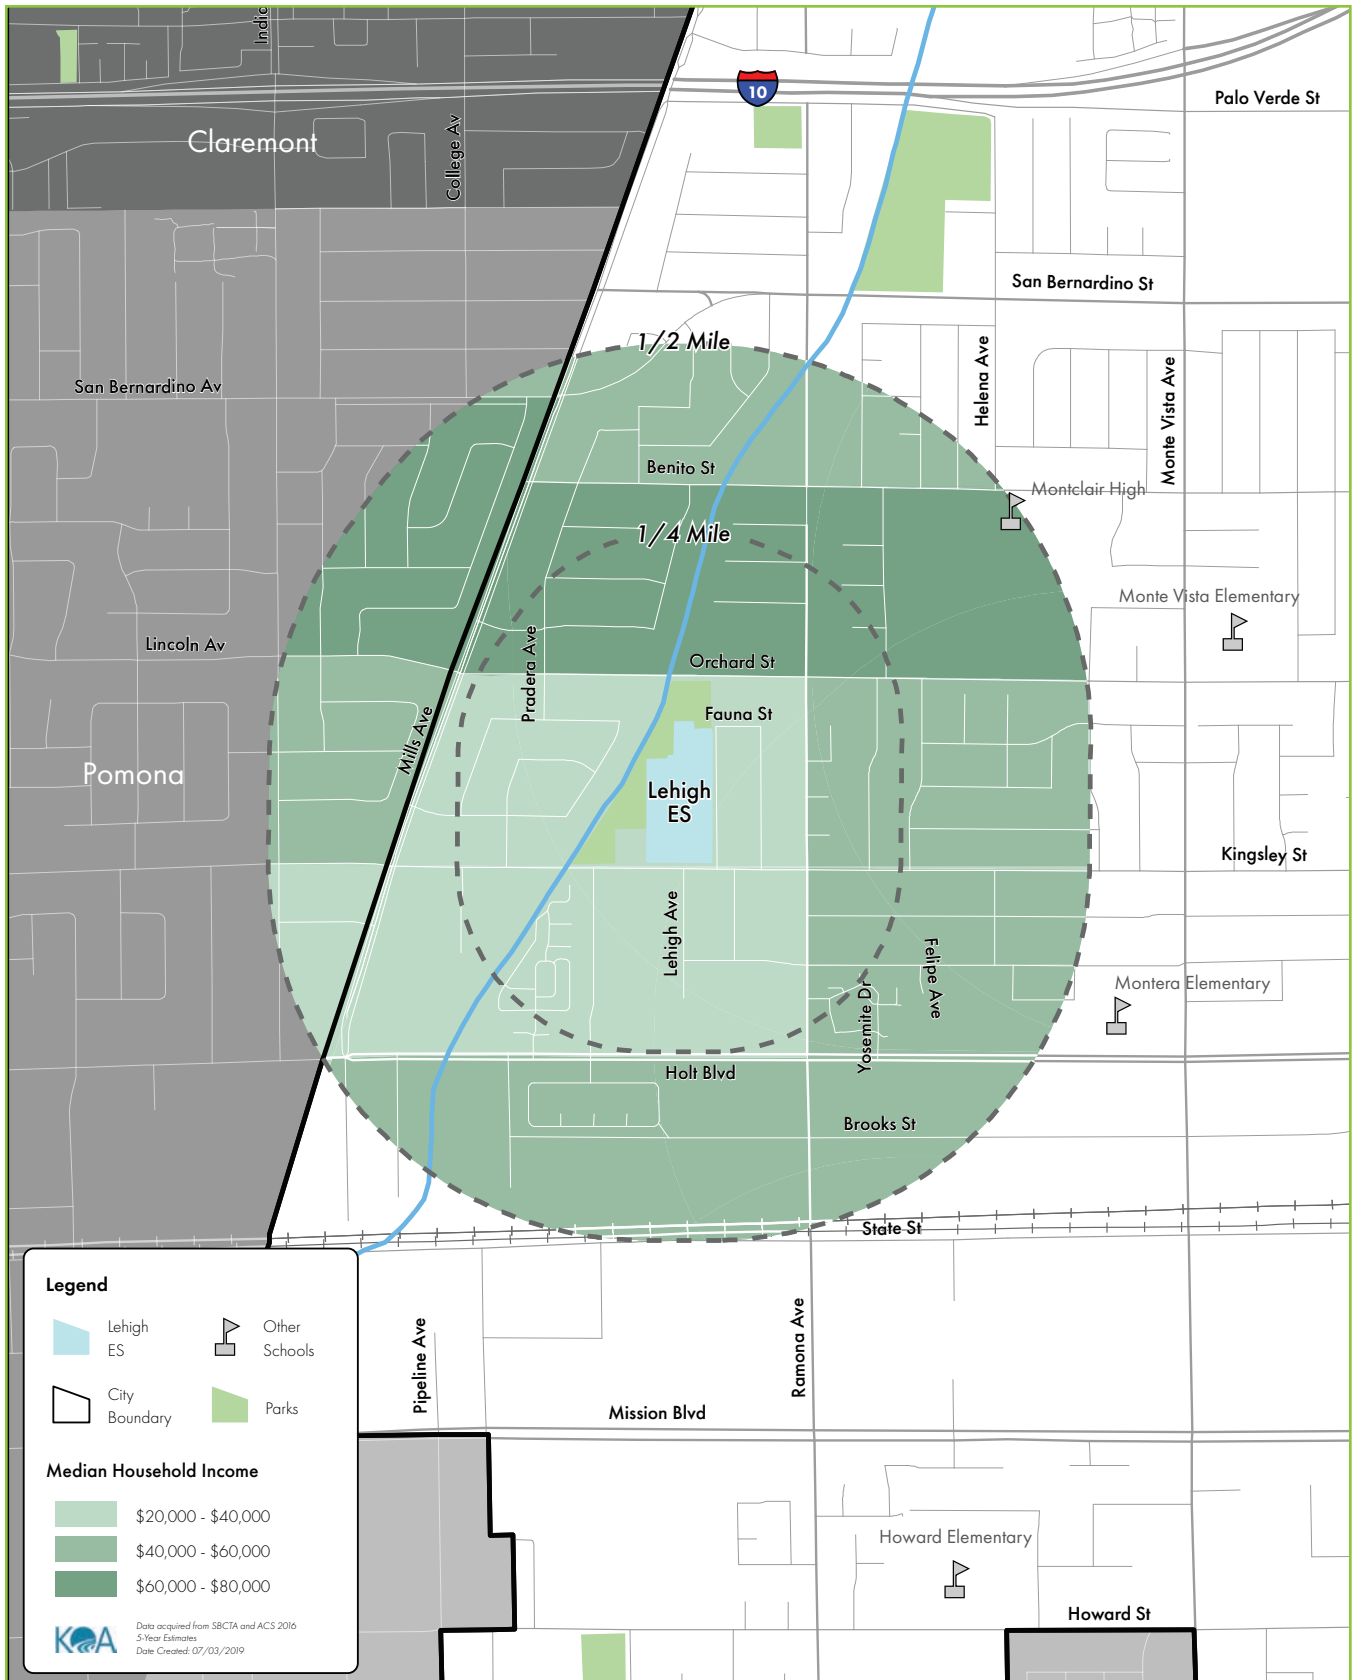 Indio
10
Palo Verde St
Claremont
College Av
San Bernardino St
1/2 Mile
Helena Ave
Monte Vista Ave
San Bernardino Av
Benito St
Montclair High
1/4 Mile
Monte Vista Elementary
Lincoln Av
Pradera Ave
Orchard St
Fauna St
Mills Ave
Pomona
Lehigh
ES
Kingsley St
Lehigh Ave
Felipe Ave
Yosemite Dr
Montera Elementary
Holt Blvd
Brooks St
State St
Pipeline Ave
Ramona Ave
Mission Blvd
Howard Elementary
Howard St
Legend
Lehigh
ES
Other
Schools
City
Boundary
Parks
Median Household Income
$20,000 - $40,000
$40,000 - $60,000
$60,000 - $80,000
KOA
Data acquired from SBCTA and ACS 2016
5-Year Estimates
Date Created: 07/03/2019